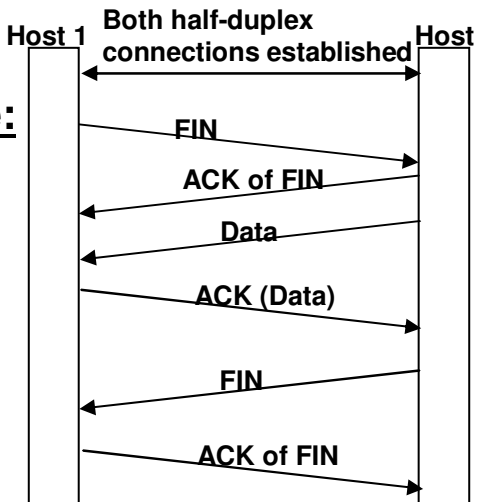 Both half-duplex
Host 1
connections established
Host
FIN
ACK of FIN
Data
ACK (Data)
FIN
ACK of FIN